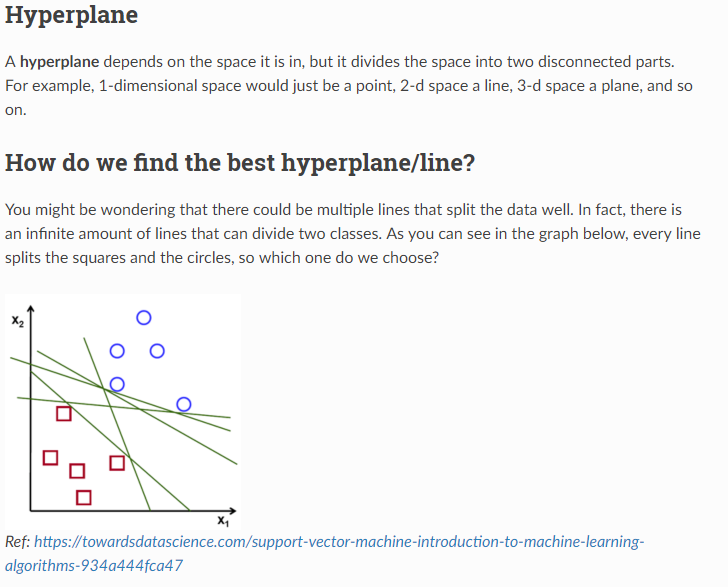 Hyperplane
A hyperplane depends on the space it is in, but it divides the space into two disconnected parts.
For example, 1-dimensional space would just be a point, 2-d space a line, 3-d space a plane, and so
on.
How do we find the best hyperplane/line?
You might be wondering that there could be multiple lines that split the data well. In fact, there is
an infinite amount of lines that can divide two classes. As you can see in the graph below, every line
splits the squares and the circles, so which one do we choose?
X₂
X₁
Ref: https://towardsdatascience.com/support-vector-machine-introduction-to-machine-learning-
algorithms-934a444fca47